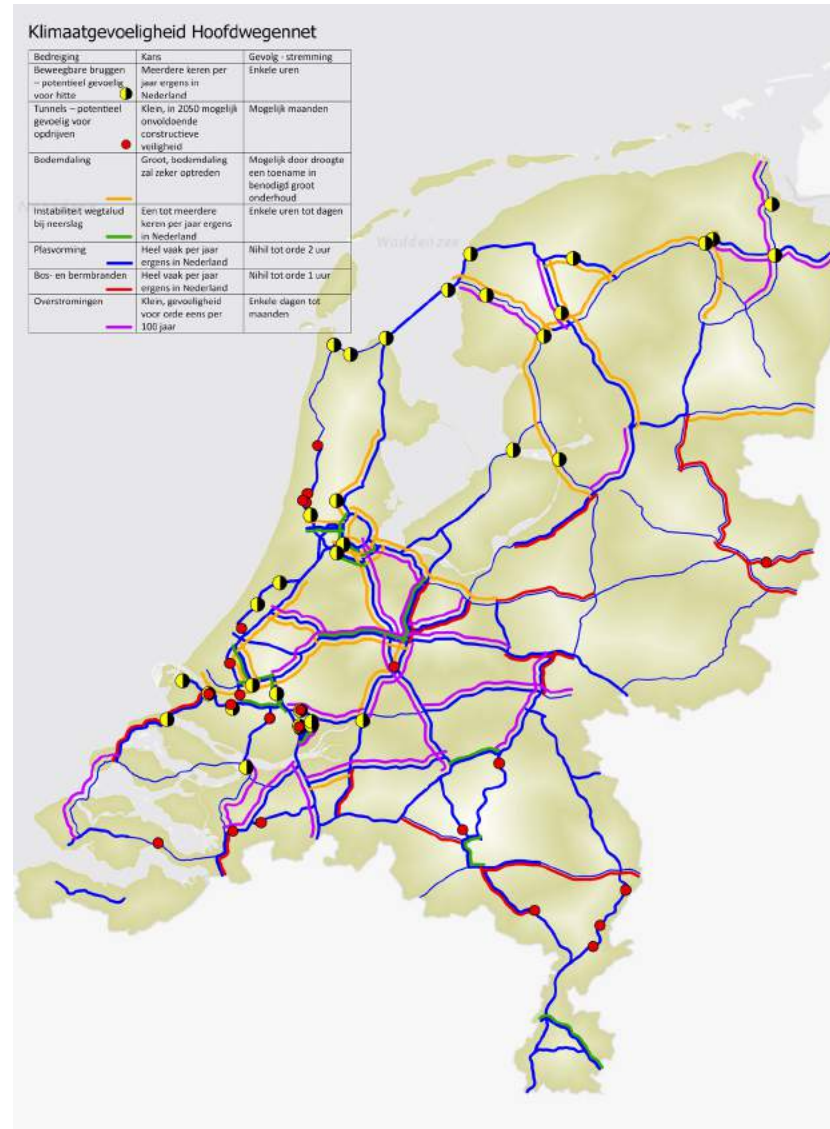 Klimaatgevoeligheid Hoofdwegennet
Bedreiging
Kans
Gevolg - stremming
Beweegbare bruggen
– potentieel gevoelig
voor hitte
Meerdere keren per
jaar ergens in
Nederland
Enkele uren
Tunnels – potentieel
gevoelig voor
opdrijven
Klein, in 2050 mogelijk
onvoldoende
constructieve
veiligheid
Mogelijk maanden
Bodemdaling
Groot, bodemdaling
zal zeker optreden
Mogelijk door droogte
een toename in
benodigd groot
onderhoud
Instabiliteit wegtalud
bij neerslag
Een tot meerdere
keren per jaar ergens
in Nederland
Enkele uren tot dagen
Plasvorming
Heel vaak per jaar
ergens in Nederland
Nihil tot orde 2 uur
Bos- en bermbranden
Heel vaak per jaar
ergens in Nederland
Nihil tot orde 1 uur
Overstromingen
Klein, gevoeligheid
voor orde eens per
100 jaar
Enkele dagen tot
maanden
Waddenzee